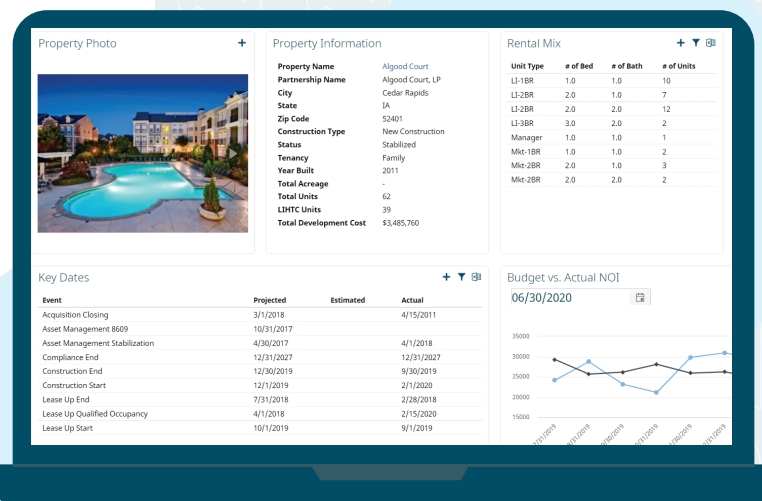 Property Photo
Property Information
Property Name Algood Court
Partnership Name Algood Court, LP
City Cedar Rapids
State IA
Zip Code 52401
Construction Type New Construction
Status Stabilized
Tenancy Family
Year Built 2011
Total Acreage -
Total Units 62
LIHTC Units 39
Total Development Cost $3,485,760
Rental Mix
Unit Type # of Bed # of Bath # of Units
LI-1BR 1.0 1.0 10
LI-2BR 2.0 1.0 7
LI-2BR 2.0 2.0 12
LI-3BR 3.0 2.0 2
Manager 1.0 1.0 1
Mkt-1BR 1.0 1.0 2
Mkt-2BR 2.0 1.0 3
Mkt-2BR 2.0 2.0 2
Key Dates
Event Projected Estimated Actual
Acquisition Closing 3/1/2018 4/15/2011
Asset Management 8609 10/31/2017
Asset Management Stabilization 4/30/2017 4/1/2018
Compliance End 12/31/2027 12/31/2027
Construction End 12/30/2019 9/30/2019
Construction Start 12/1/2019 2/1/2020
Lease Up End 7/31/2018 2/28/2018
Lease Up Qualified Occupancy 4/1/2018 2/15/2020
Lease Up Start 10/1/2019 9/1/2019
Budget vs. Actual NOI
06/30/2020
35000
30000
25000
20000
15000